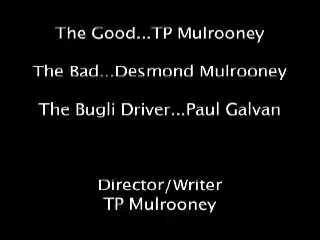 The Good...TP Mulrooney
The Bad...Desmond Mulrooney
The Bugli Driver...Paul Galvan
Director/Writer
TP Mulrooney